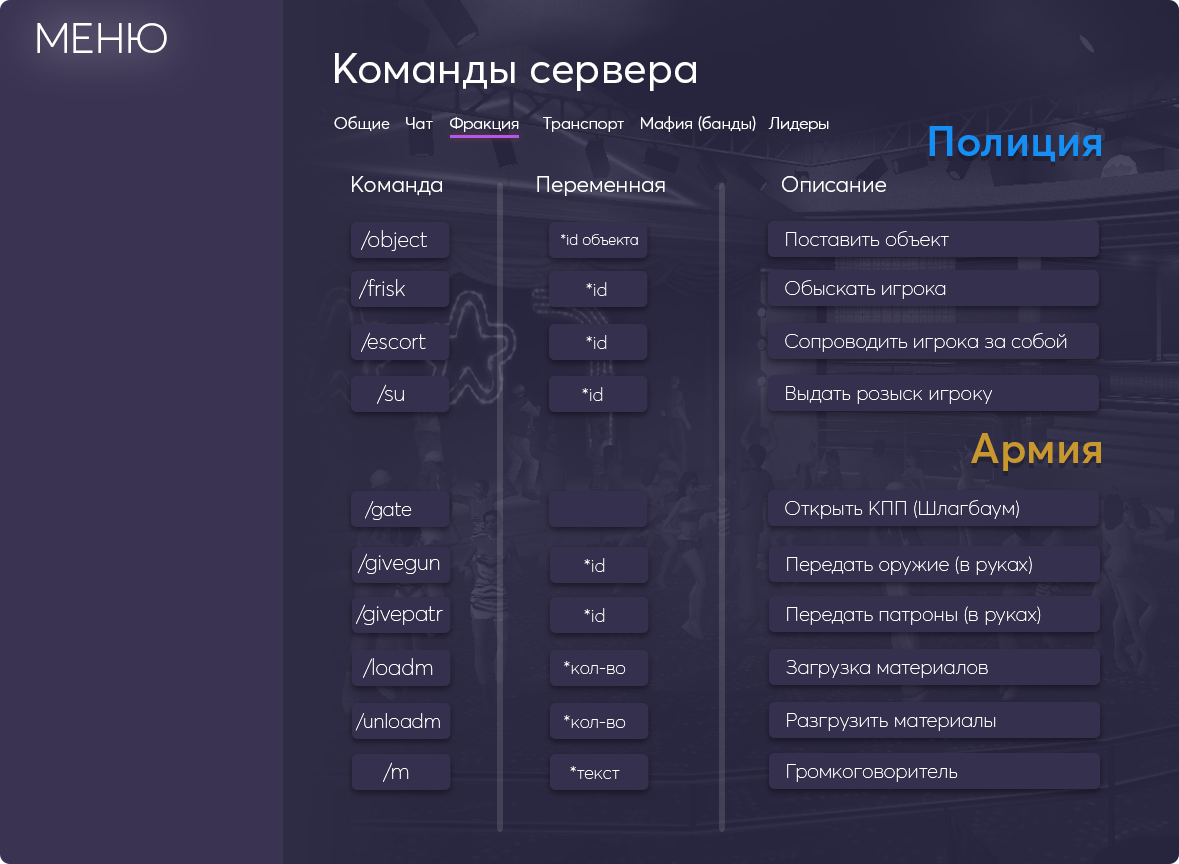 МЕНЮ
Команды сервера
Общие Чат Фракция Транспорт Мафия (банды) Лидеры
Полиция
Команда Переменная Описание
/object *id объекта Поставить объект
/frisk *id Обыскать игрока
/escort *id Сопроводить игрока за собой
/su *id Выдать розыск игроку
Армия
/gate Открыть КПП (Шлагбаум)
/givegun *id Передать оружие (в руках)
/givepatr *id Передать патроны (в руках)
/loadm *кол-во Загрузка материалов
/unloadm *кол-во Разгрузить материалы
/m *текст Громкоговоритель